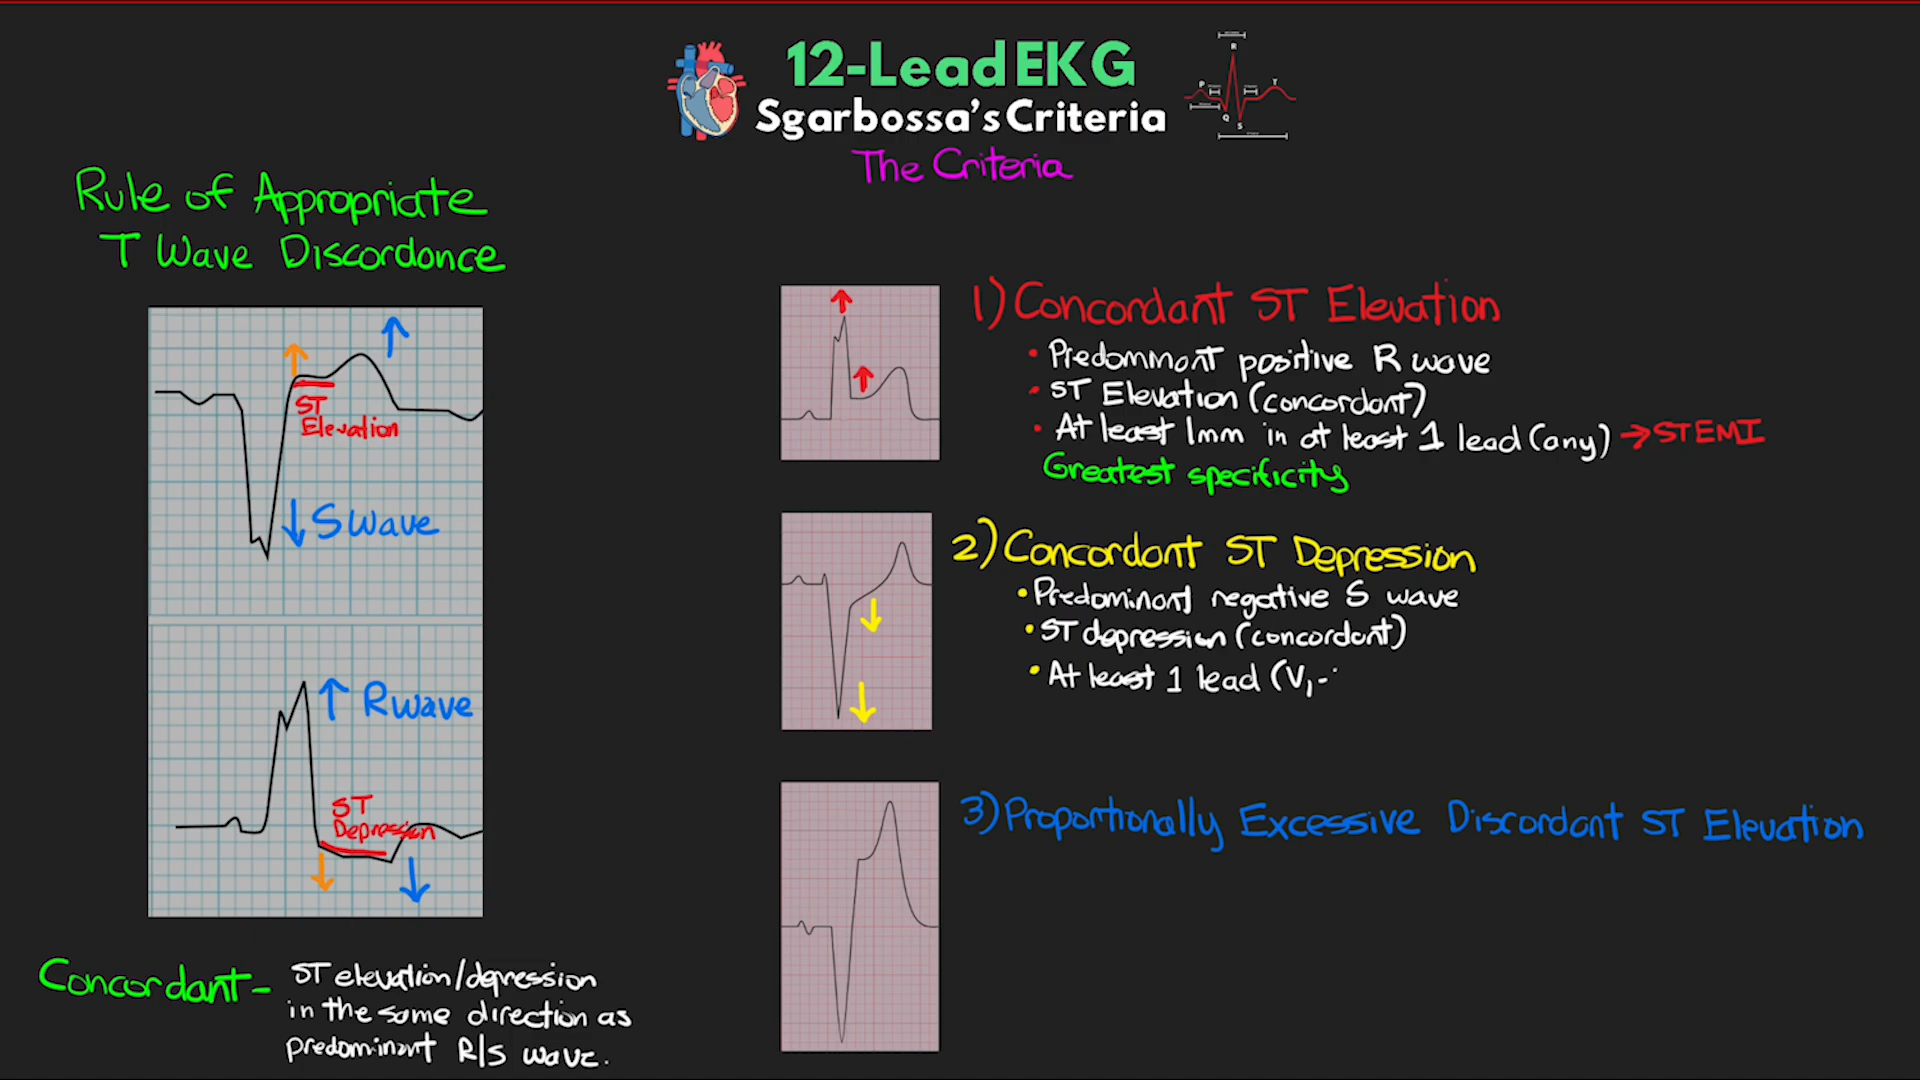 12-Lead EKG
Sgarbossa's Criteria
The Criteria
R
P
T
Q
S
Rule of Appropriate
T Wave Discordance
ST
Elevation
S wave
R wave
ST
Depression
Concordant - ST elevation/depression
in the same direction as
predominant R/S wave.
1) Concordant ST Elevation
• Predominant positive R wave
• ST Elevation (concordant)
• At least 1mm in at least 1 lead (any) → STEMI
Greatest specificity
2) Concordant ST Depression
• Predominant negative S wave
• ST depression (concordant)
• At least 1 lead (V1-
3) Proportionally Excessive Discordant ST Elevation